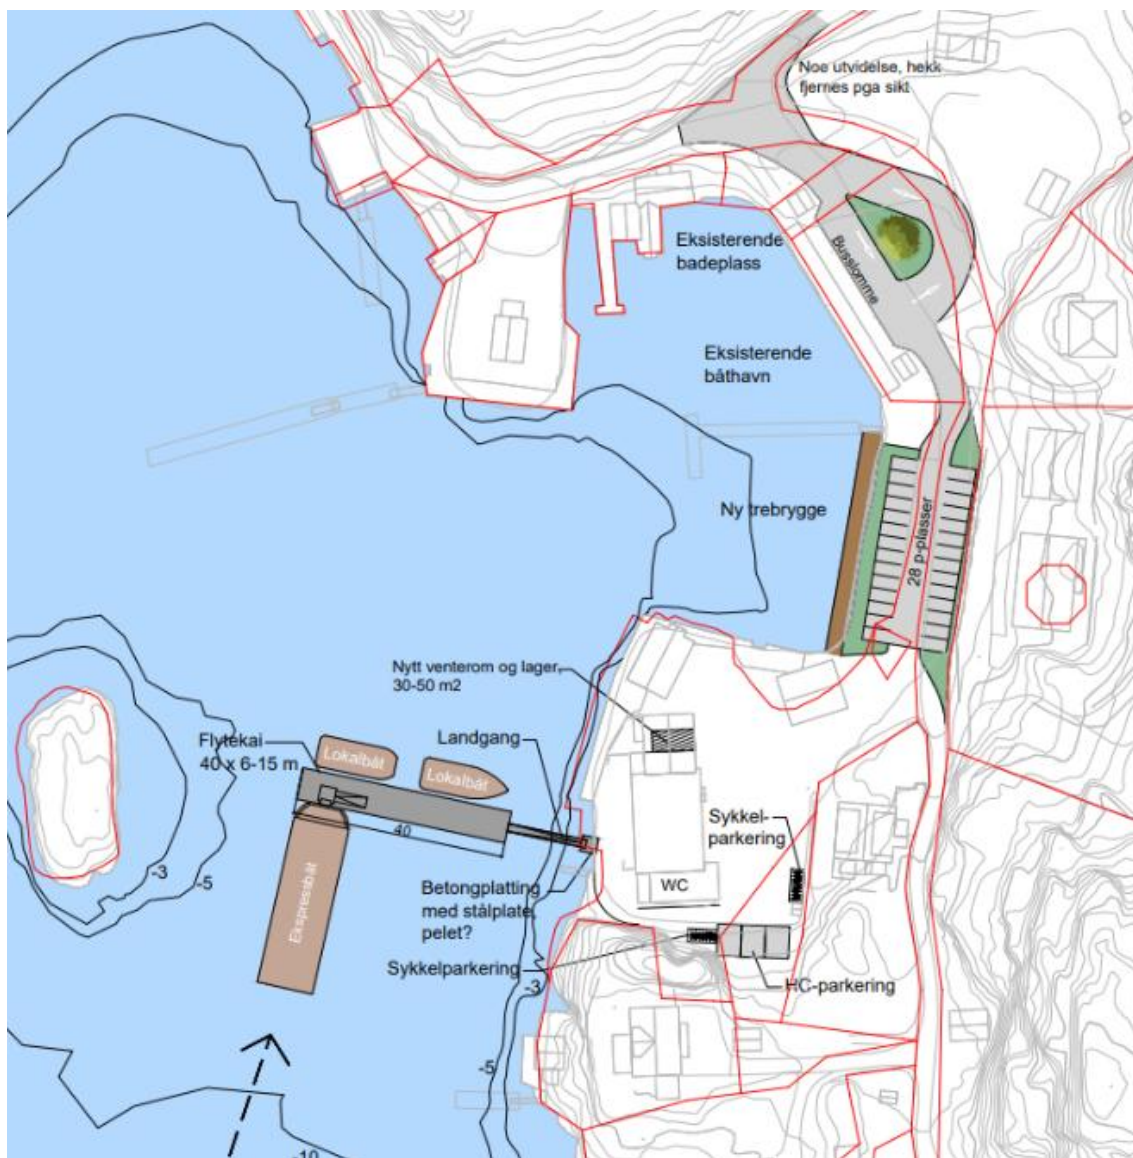 Noe utvidelse, hekk
fjernes pga sikt
Eksisterende
badeplass
Busslomme
Eksisterende
båthavn
Ny trebrygge
28 p-plasser
Nytt venterom og lager,
30-50 m2
Flytekai
40 x 6-15 m
Lokalbåt
Lokalbåt
Landgang
40
Sykkel-
parkering
Ekspressbåt
WC
Betongplatting
med stålplate,
pelet?
Sykkelparkering
HC-parkering
-3
-5
-3
-5
-10